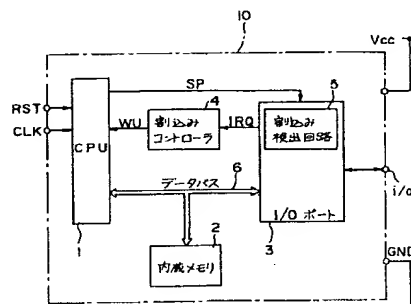 10
Vcc
SP
5
4
RST
WU
割込み
コントローラ
IRQ
割込み
検出回路
CLK
CPU
データバス
6
i/o
I/O ポート
1
2
3
GND
内蔵メモリ